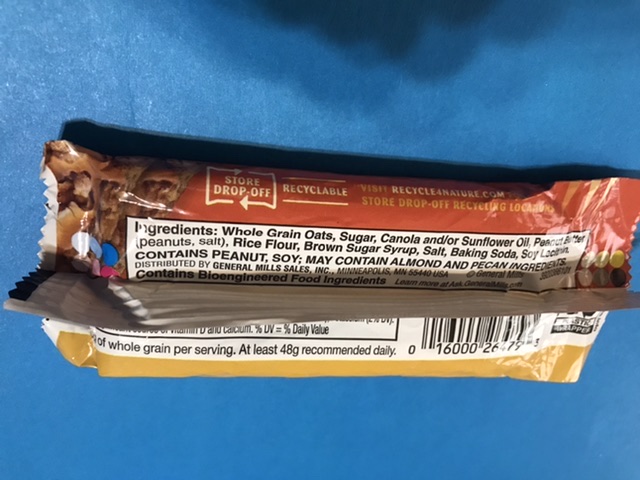 STORE
DROP-OFF
RECYCLABLE
VISIT RECYCLE4NATURE.COM
STORE DROP-OFF RECYCLING LOCATIONS
Ingredients: Whole Grain Oats, Sugar, Canola and/or Sunflower Oil, Peanut Butter
(peanuts, salt), Rice Flour, Brown Sugar Syrup, Salt, Baking Soda, Soy Lecithin.
CONTAINS PEANUT, SOY; MAY CONTAIN ALMOND AND PECAN INGREDIENTS.
DISTRIBUTED BY GENERAL MILLS SALES, INC., MINNEAPOLIS, MN 55440 USA © General Mills
Contains Bioengineered Food Ingredients Learn more at Ask.GeneralMills.com
of vitamin D and calcium. % DV = % Daily Value
of whole grain per serving. At least 48g recommended daily.
0 16000 26479